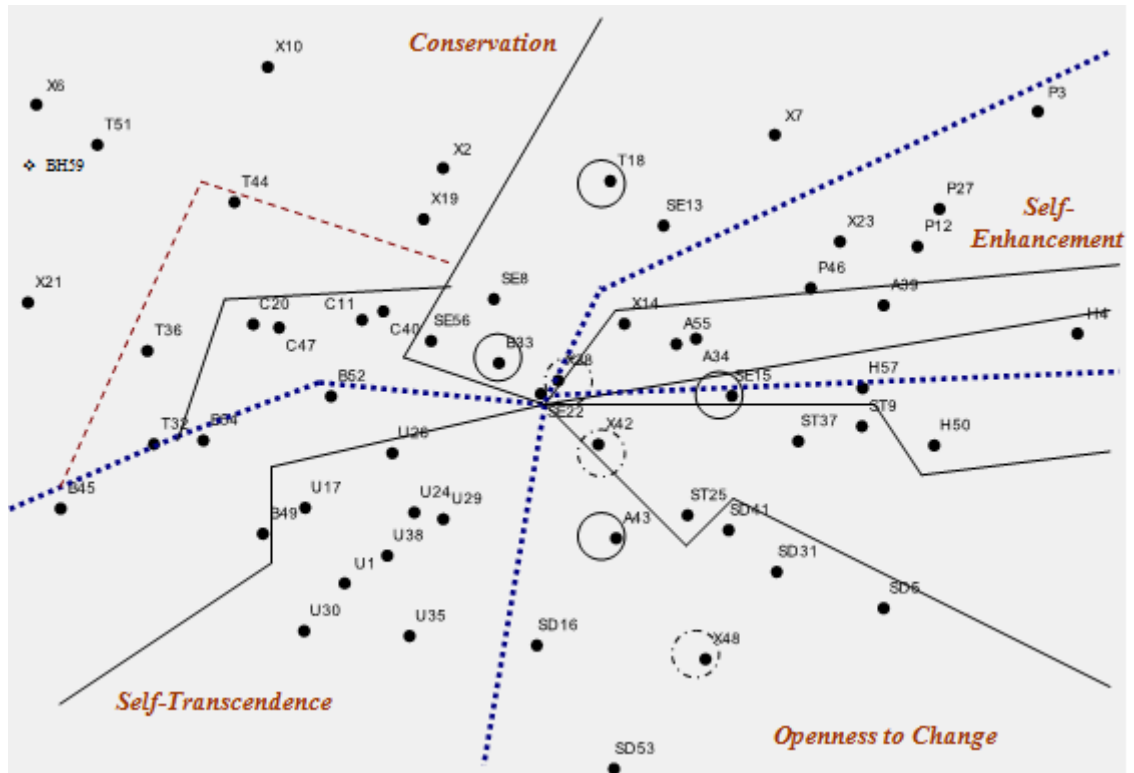 Conservation
X10
X6
T51
BH59
X2
X7
P3
T18
T44
X19
SE13
P27
Self-
Enhancement
X23
P12
P46
A39
X21
SE8
X14
H4
C20
C11
C47
C40
SE56
A55
A34
T36
B33
SE15
H57
B52
SE22
ST9
T32
U26
X42
ST37
H50
B45
U17
U24
U29
B49
ST25
SD41
A43
U38
U1
SD31
SD5
U30
U35
SD16
X48
Self-Transcendence
Openness to Change
SD53